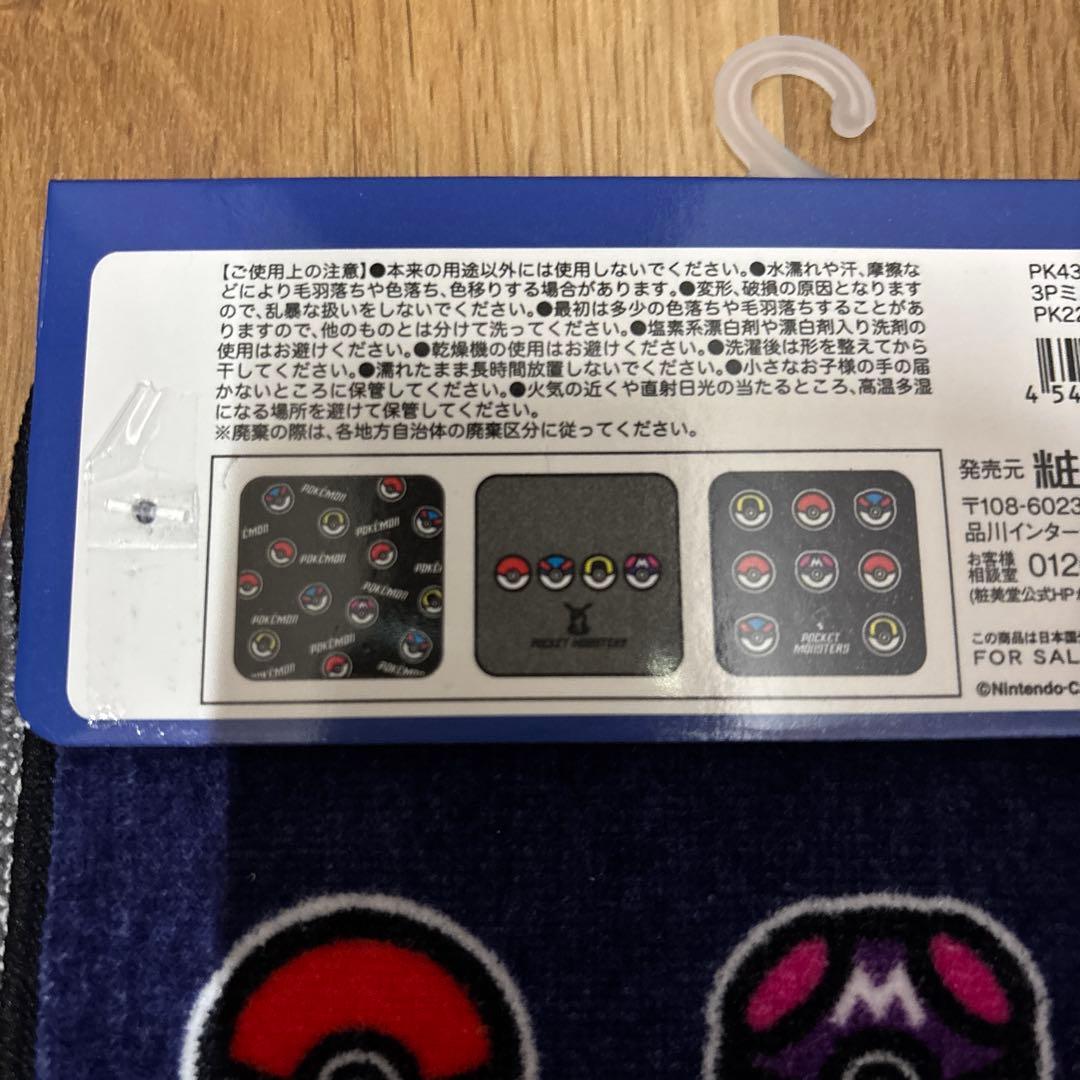 【ご使用上の注意】●本来の用途以外には使用しないでください。●水濡れや汗、摩擦な
どにより毛羽落ちや色落ち、色移りする場合があります。●変形、破損の原因となります
ので、乱暴な扱いをしないでください。●最初は多少の色落ちや毛羽落ちすることがあ
りますので、他のものとは分けて洗ってください。●塩素系漂白剤や漂白剤入り洗剤の
使用はお避けください。●乾燥機の使用はお避けください。●洗濯後は形を整えてから
干してください。●濡れたまま長時間放置しないでください。●小さなお子様の手の届
かないところに保管してください。●火気の近くや直射日光の当たるところ、高温多湿
になる場所を避けて保管してください。
※廃棄の際は、各地方自治体の廃棄区分に従ってください。
PK43
3Pミ
PK22
4 54
発売元 粧
〒108-6023
品川インター
お客様
相談室 012
(粧美堂公式HP
この商品は日本国
FOR SAL
©Nintendo・C
POKÉMON
POKÉMON
POKÉMON
POKÉMON
POKÉMON
POKÉMON
POKÉMON
POCKET MONSTERS
M
POCKET
MONSTERS
M